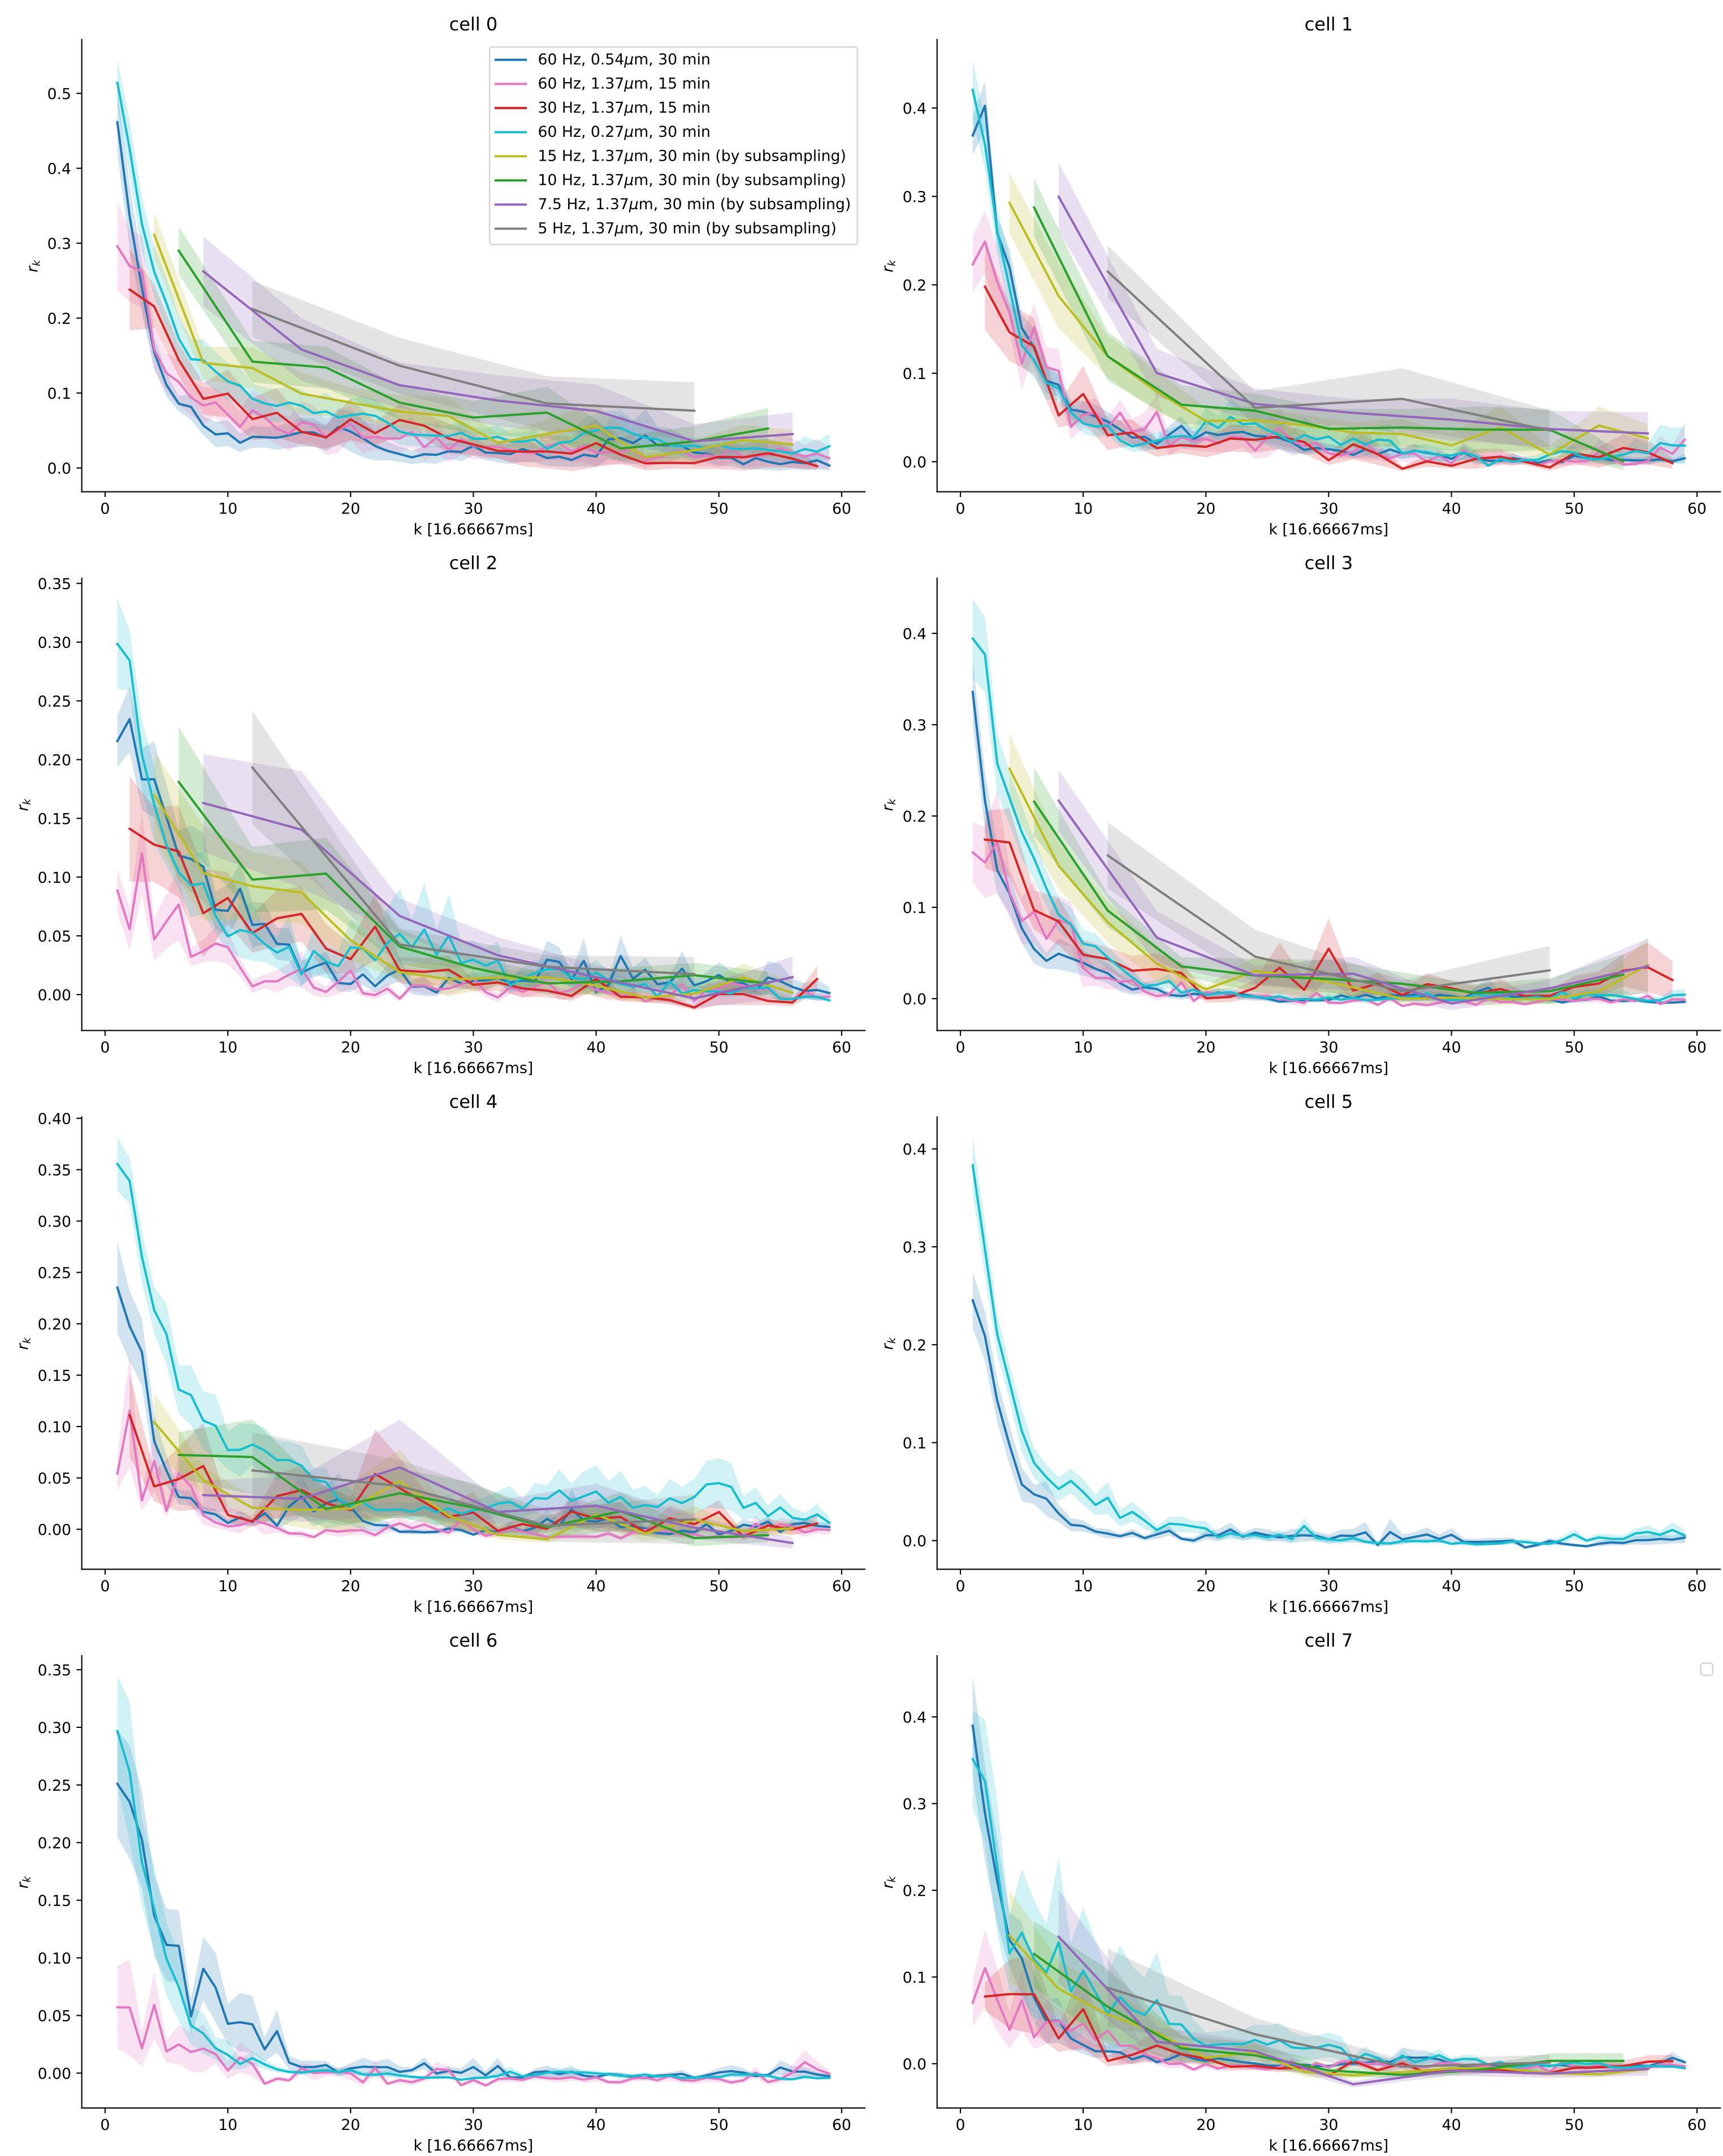 cell 0
0.5
0.4
0.3
0.2
0.1
0.0
r_k
60 Hz, 0.54μm, 30 min
60 Hz, 1.37μm, 15 min
30 Hz, 1.37μm, 15 min
60 Hz, 0.27μm, 30 min
15 Hz, 1.37μm, 30 min (by subsampling)
10 Hz, 1.37μm, 30 min (by subsampling)
7.5 Hz, 1.37μm, 30 min (by subsampling)
5 Hz, 1.37μm, 30 min (by subsampling)
0 10 20 30 40 50 60
k [16.66667ms]
cell 1
0.4
0.3
0.2
0.1
0.0
r_k
0 10 20 30 40 50 60
k [16.66667ms]
cell 2
0.35
0.30
0.25
0.20
0.15
0.10
0.05
0.00
r_k
0 10 20 30 40 50 60
k [16.66667ms]
cell 3
0.4
0.3
0.2
0.1
0.0
r_k
0 10 20 30 40 50 60
k [16.66667ms]
cell 4
0.40
0.35
0.30
0.25
0.20
0.15
0.10
0.05
0.00
r_k
0 10 20 30 40 50 60
k [16.66667ms]
cell 5
0.4
0.3
0.2
0.1
0.0
r_k
0 10 20 30 40 50 60
k [16.66667ms]
cell 6
0.35
0.30
0.25
0.20
0.15
0.10
0.05
0.00
r_k
0 10 20 30 40 50 60
k [16.66667ms]
cell 7
0.4
0.3
0.2
0.1
0.0
r_k
0 10 20 30 40 50 60
k [16.66667ms]